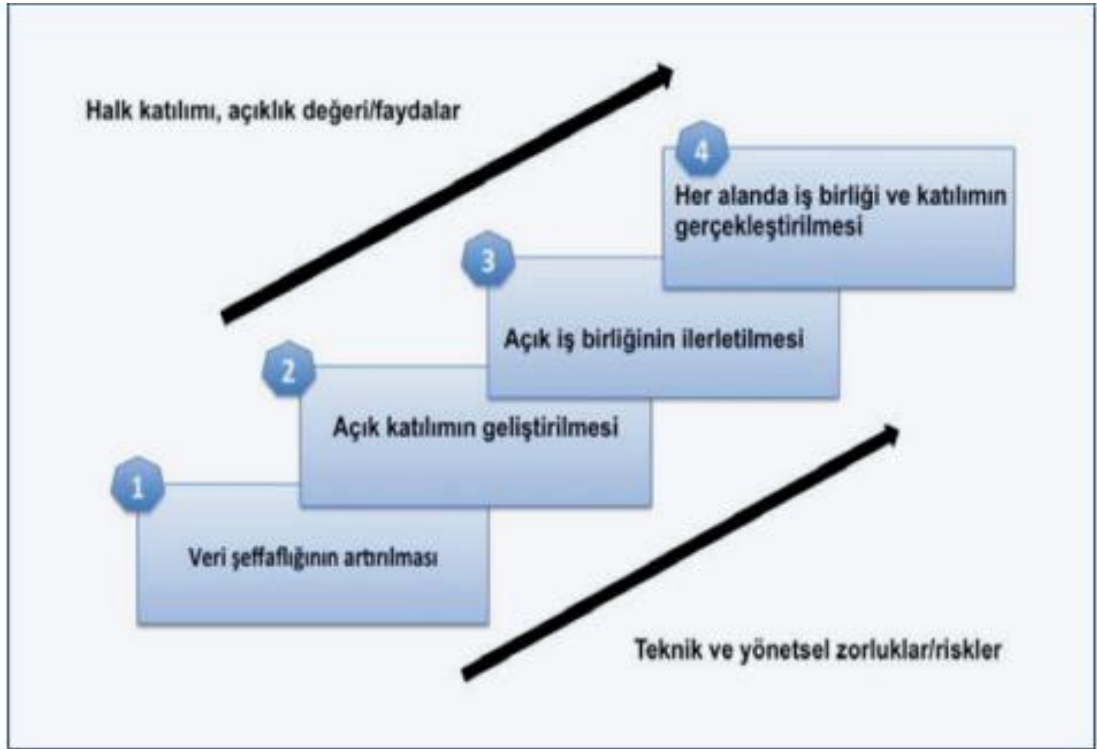 Halk katılımı, açıklık değeri/faydalar
4
Her alanda iş birliği ve katılımın
gerçekleştirilmesi
3
Açık iş birliğinin ilerletilmesi
2
Açık katılımın geliştirilmesi
1
Veri şeffaflığının artırılması
Teknik ve yönetsel zorluklar/riskler